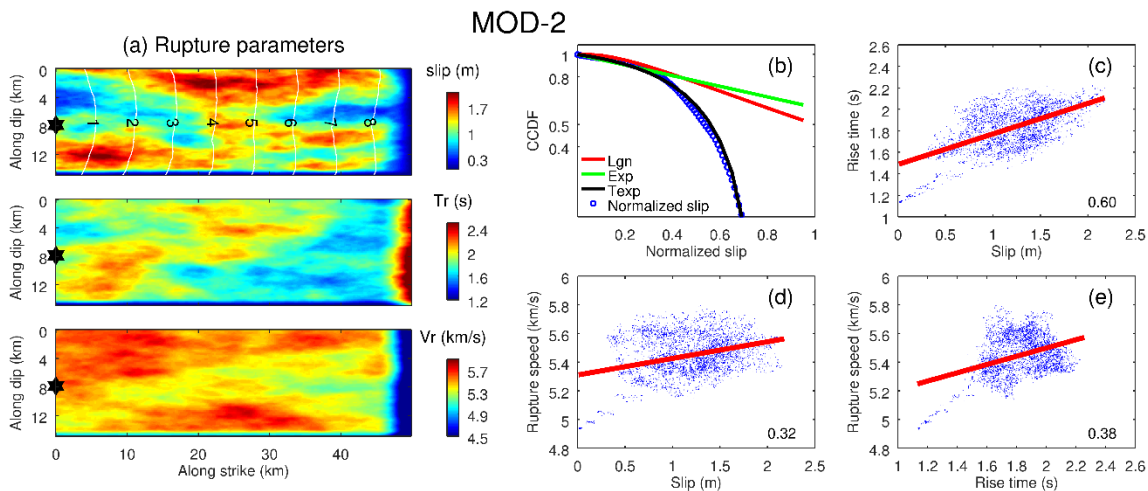 MOD-2
(a) Rupture parameters
slip (m)
0
4
8
12
Along dip (km)
1 2 3 4 5 6 7 8
1.7
1
0.3
Tr (s)
0
4
8
12
Along dip (km)
2.4
2
1.6
1.2
Vr (km/s)
0
4
8
12
Along dip (km)
5.7
5.3
4.9
4.5
0 10 20 30 40
Along strike (km)
(b)
1
0.8
0.5
0.4
CCDF
Lgn
Exp
Texp
Normalized slip
0.2 0.4 0.6 0.8 1
Normalized slip
(c)
2.6
2.4
2.2
2
1.8
1.6
1.4
1.2
1
Rise time (s)
0.60
0 0.5 1 1.5 2 2.5
Slip (m)
(d)
6
5.8
5.6
5.4
5.2
5
4.8
Rupture speed (km/s)
0.32
0 0.5 1 1.5 2 2.5
Slip (m)
(e)
6
5.8
5.6
5.4
5.2
5
4.8
Rupture speed (km/s)
0.38
1 1.2 1.4 1.6 1.8 2 2.2 2.4 2.6
Rise time (s)